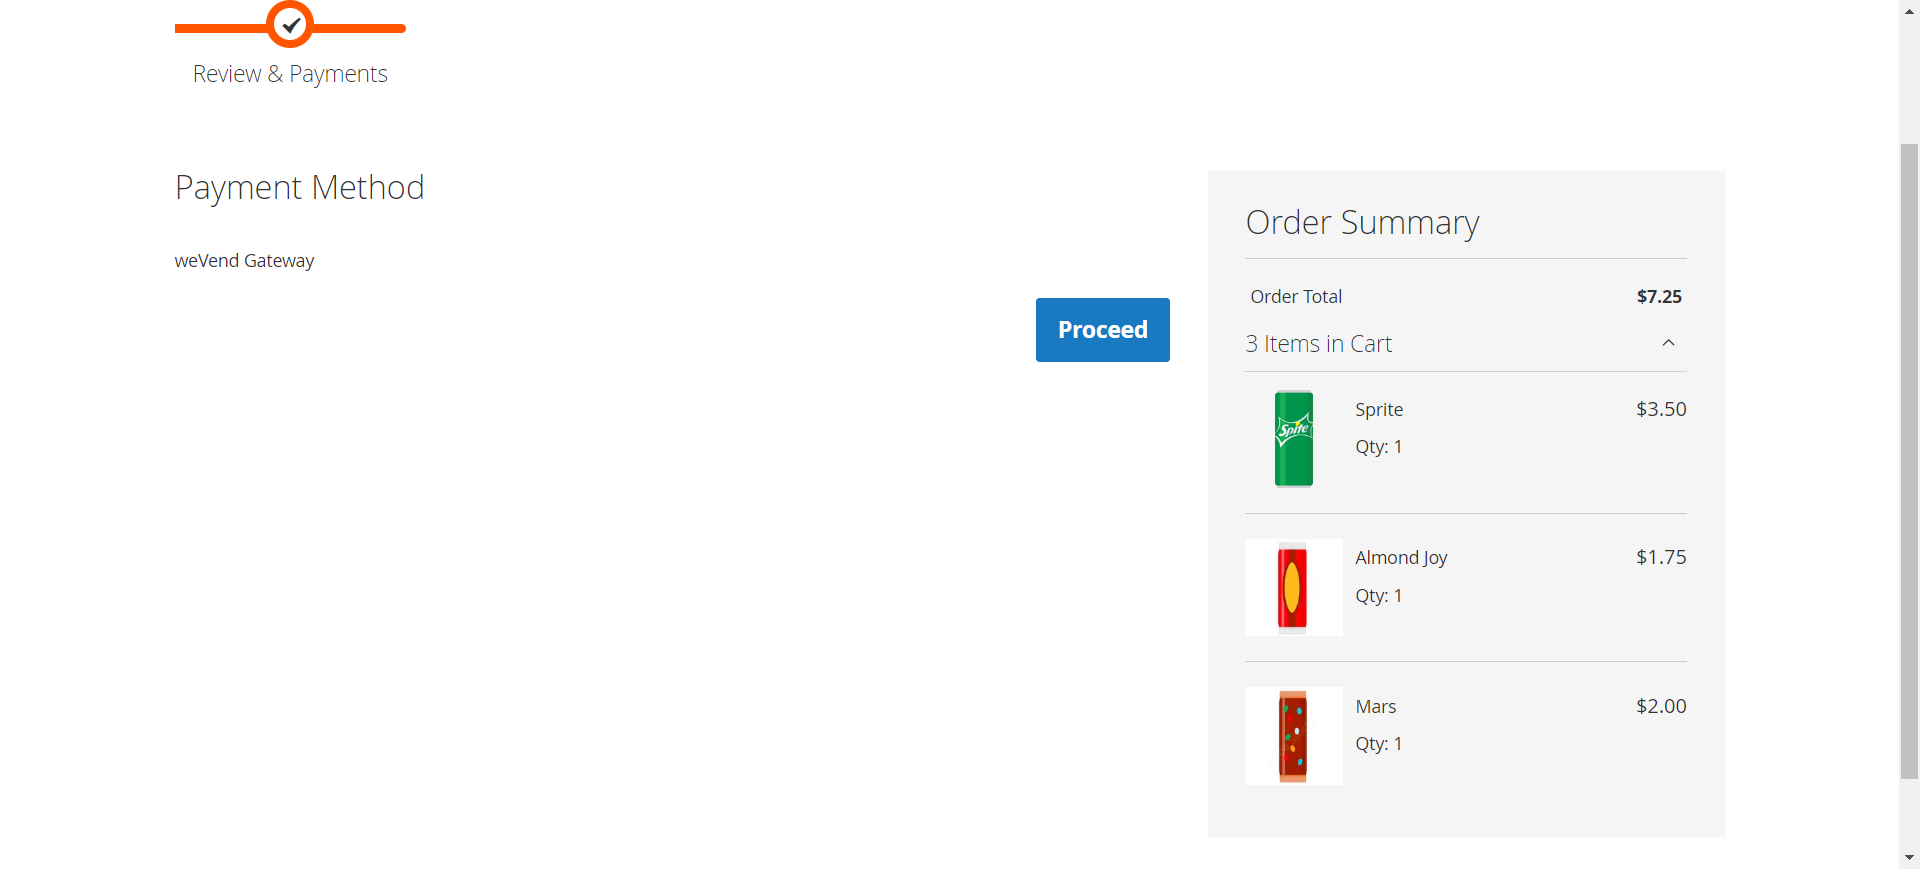 Review & Payments
Payment Method
weVend Gateway
Proceed
Order Summary
Order Total $7.25
3 Items in Cart
Sprite
Sprite $3.50
Qty: 1
Almond Joy $1.75
Qty: 1
Mars $2.00
Qty: 1